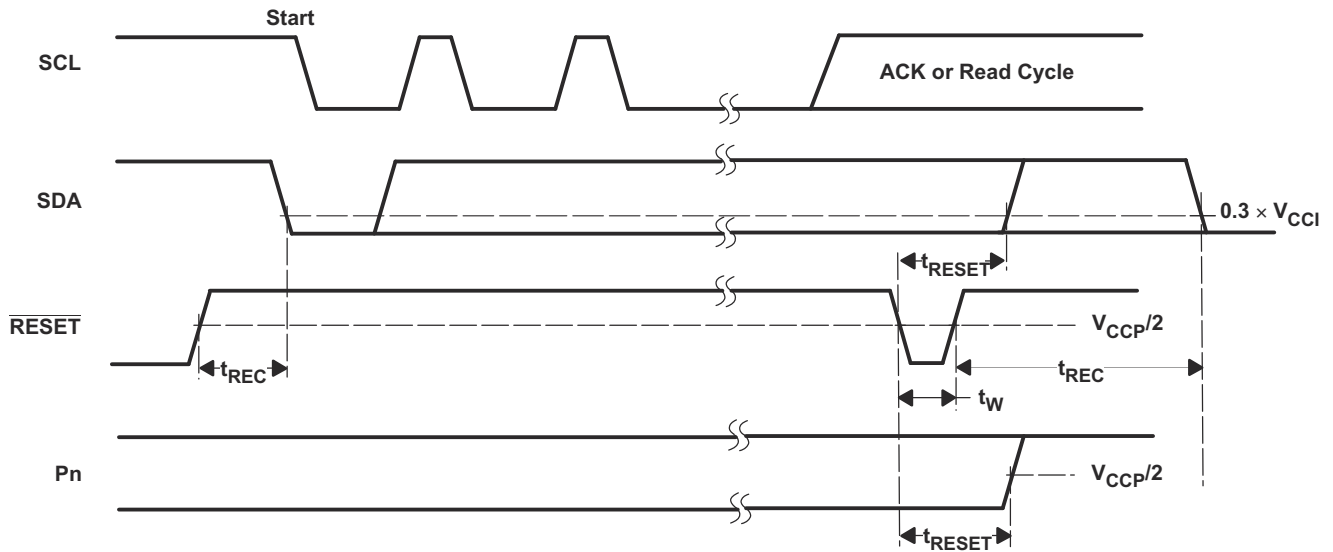 Start
SCL
ACK or Read Cycle
SDA
0.3 × VCCI
tRESET
RESET
VCCP/2
tREC
tREC
tW
Pn
VCCP/2
tRESET